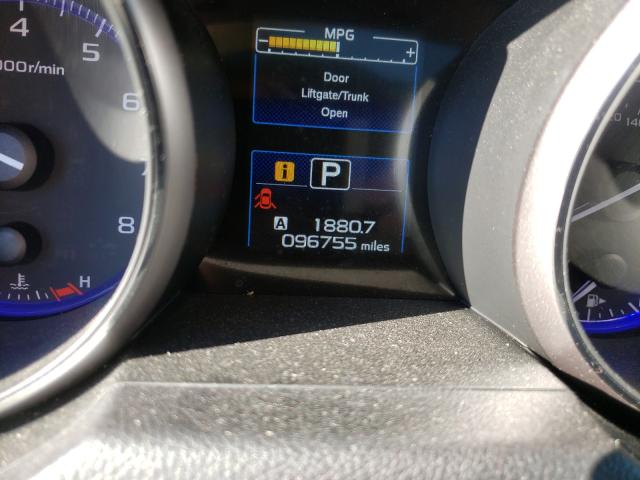 4
5
000r/min
6
8
H
MPG
- +
Door
Liftgate/Trunk
Open
i P
A 1880.7
096755 miles